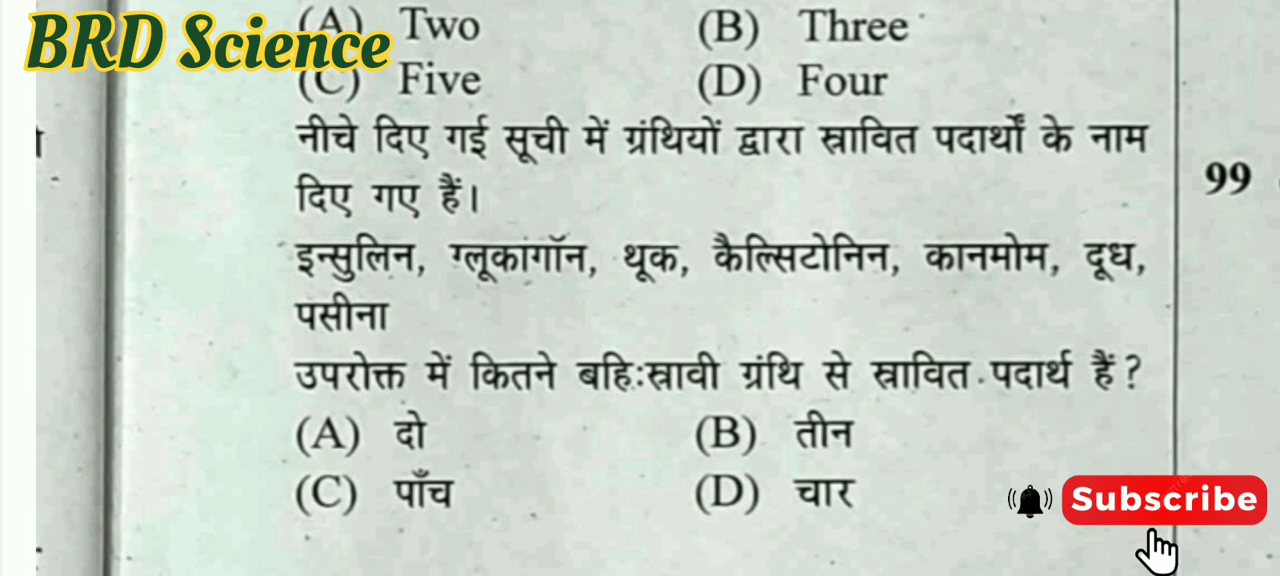 BRD Science
(A) Two (B) Three
(C) Five (D) Four
नीचे दिए गई सूची में ग्रंथियों द्वारा स्रावित पदार्थों के नाम
दिए गए हैं।
99
इन्सुलिन, ग्लूकागॉन, थूक, कैल्सिटोनिन, कानमोम, दूध,
पसीना
उपरोक्त में कितने बहि:स्रावी ग्रंथि से स्रावित पदार्थ हैं?
(A) दो (B) तीन
(C) पाँच (D) चार
Subscribe